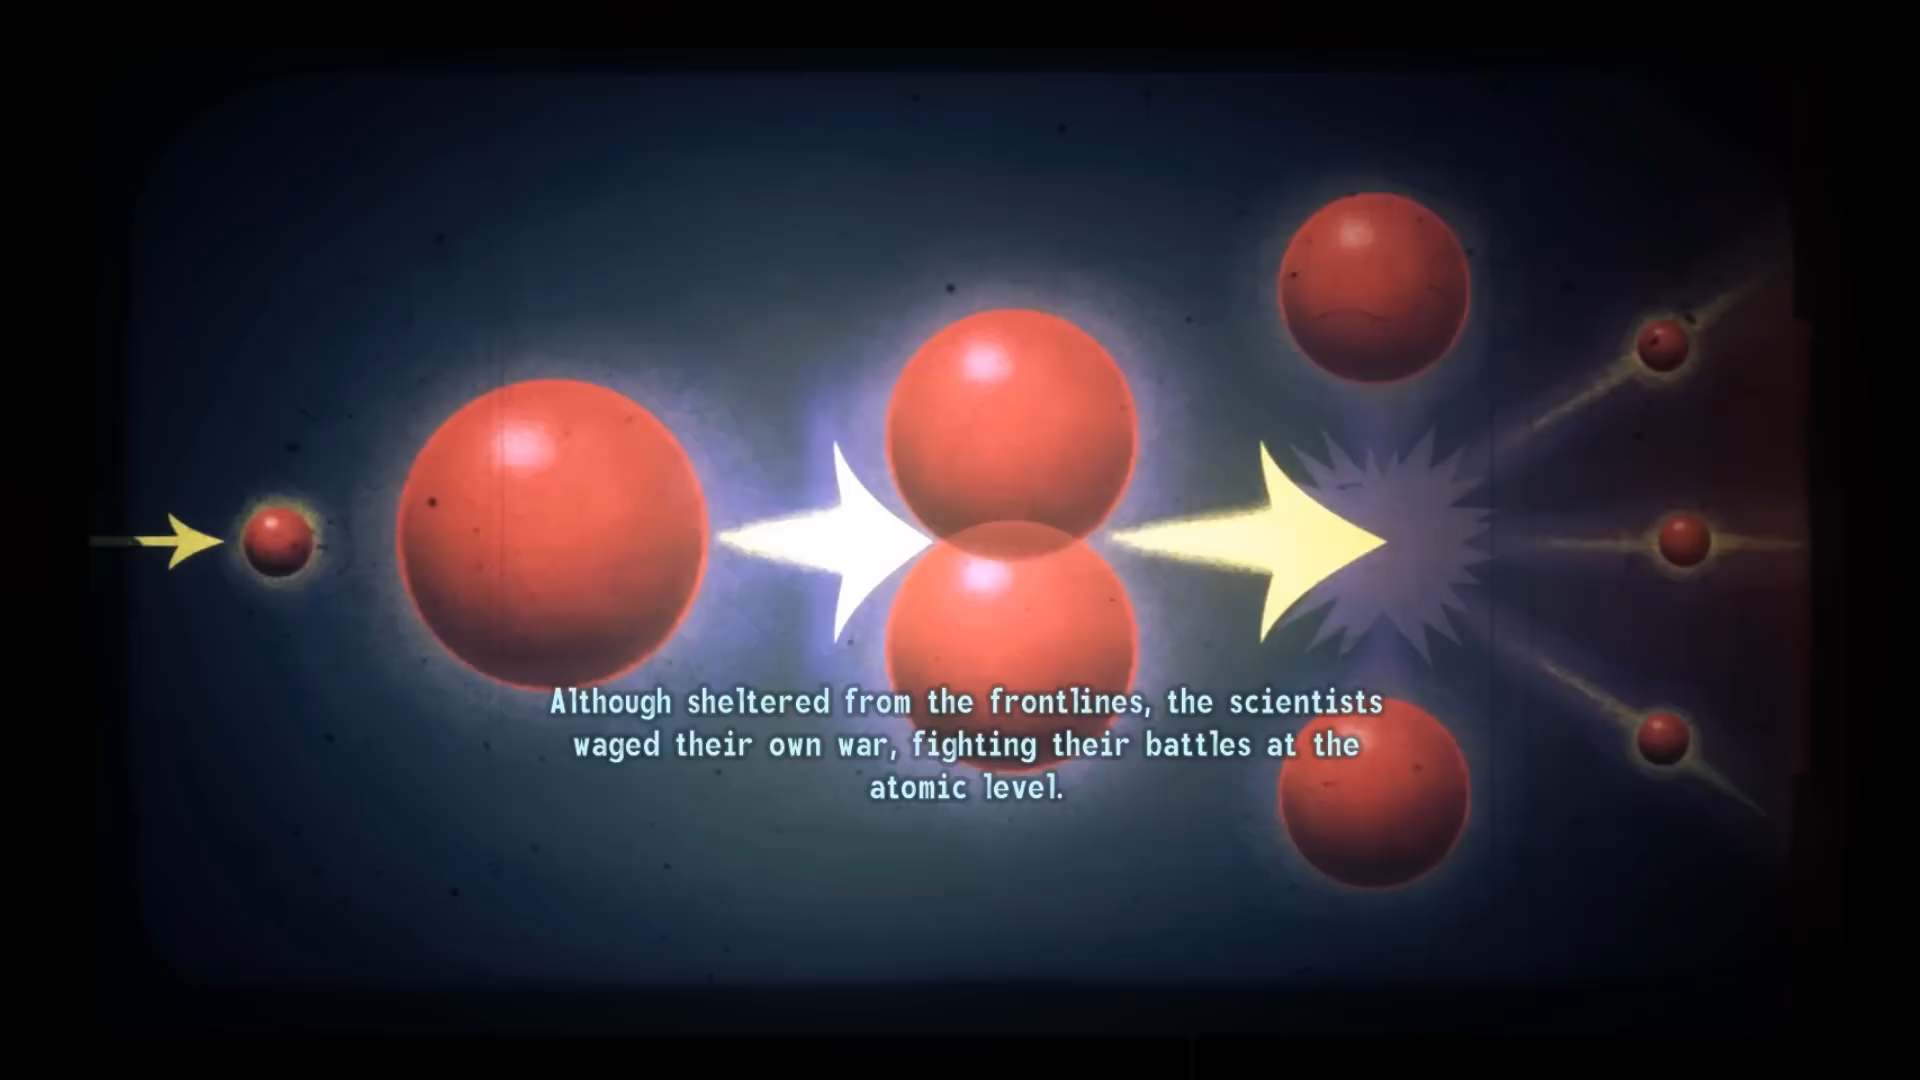 Although sheltered from the frontlines, the scientists
waged their own war, fighting their battles at the
atomic level.